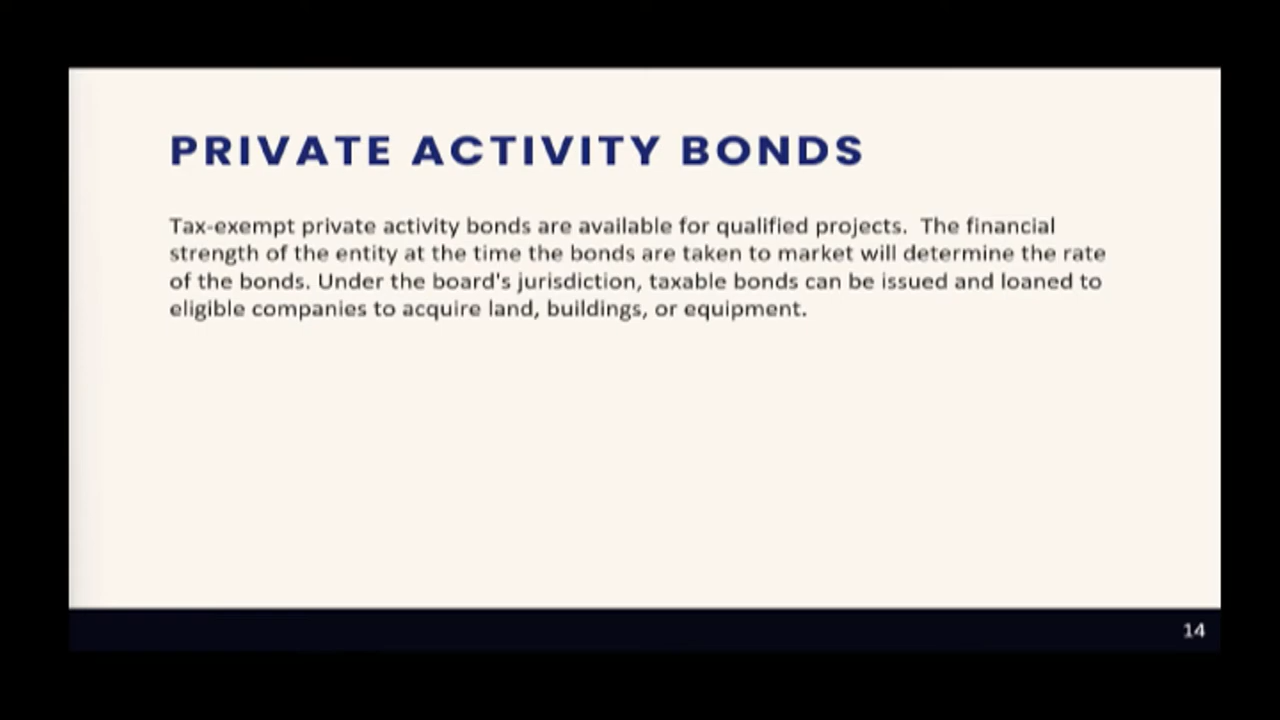 PRIVATE ACTIVITY BONDS
Tax-exempt private activity bonds are available for qualified projects.  The financial
strength of the entity at the time the bonds are taken to market will determine the rate
of the bonds. Under the board's jurisdiction, taxable bonds can be issued and loaned to
eligible companies to acquire land, buildings, or equipment.
14